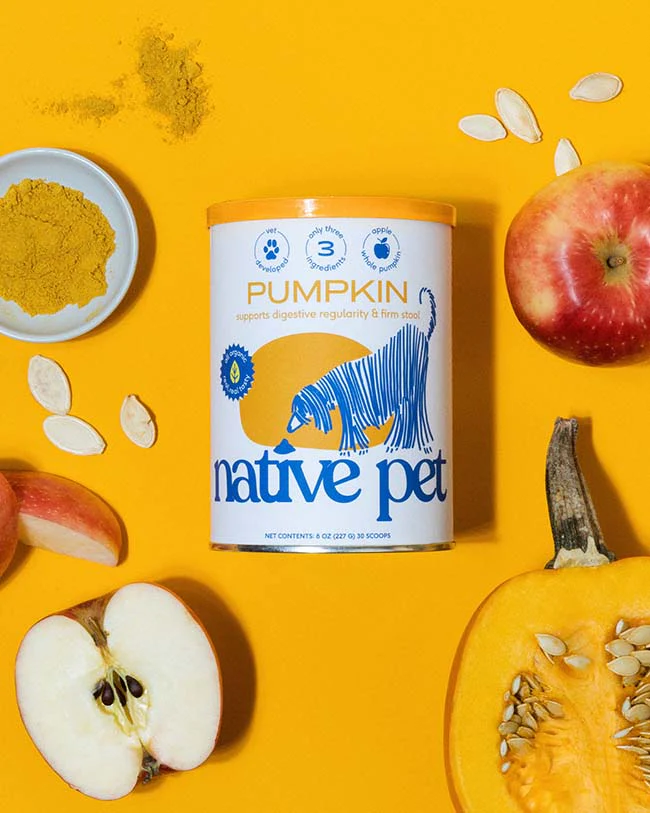 vet developed
only three 3 ingredients
apple whole pumpkin
PUMPKIN
supports digestive regularity & firm stool
native pet
NET CONTENTS: 8 OZ (227 G) 30 SCOOPS